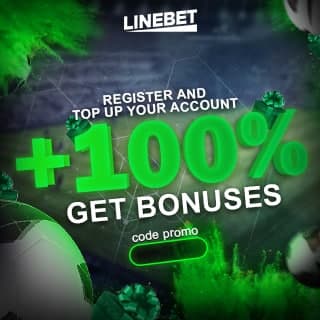 LINEBET
REGISTER AND
TOP UP YOUR ACCOUNT
+100%
GET BONUSES
code promo